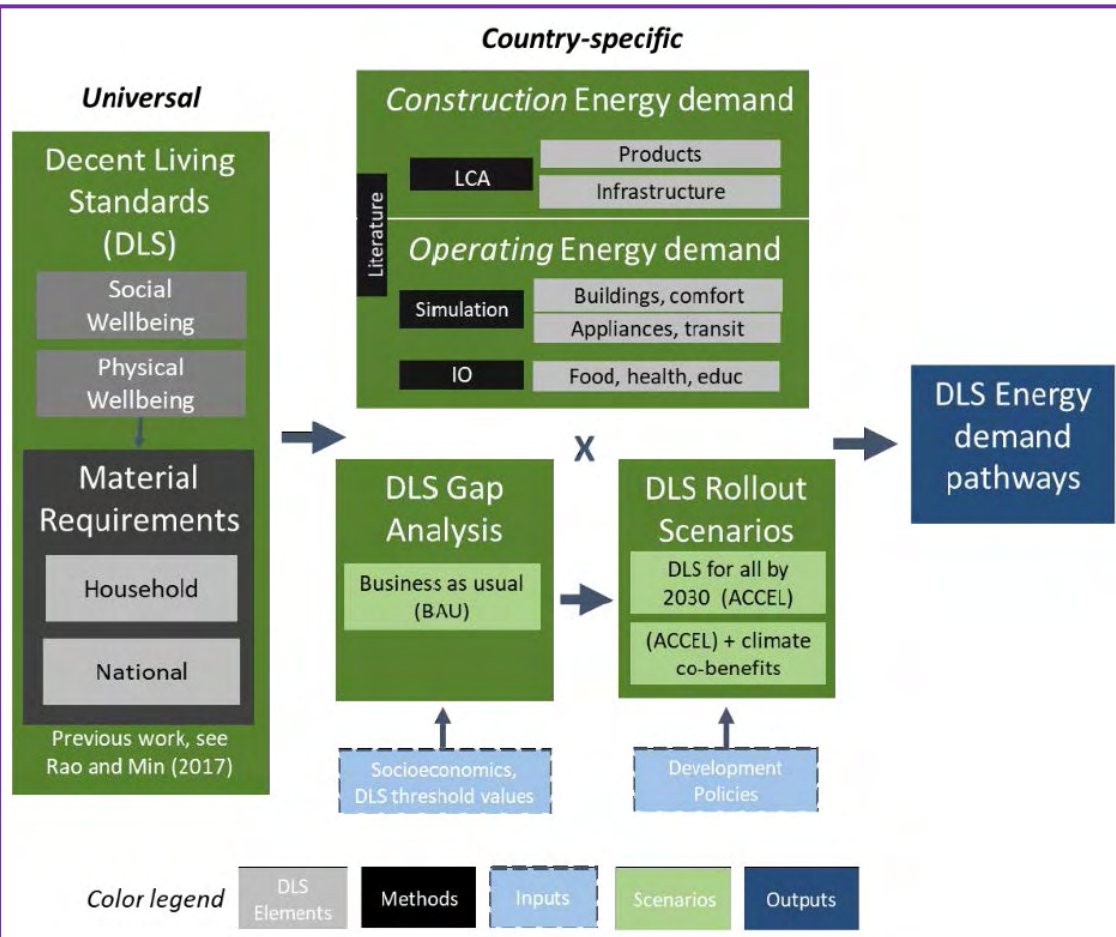 Country-specific
Universal
Decent Living
Standards
(DLS)
Social
Wellbeing
Physical
Wellbeing
Material
Requirements
Household
National
Previous work, see
Rao and Min (2017)
Construction Energy demand
LCA
Products
Infrastructure
Literature
Operating Energy demand
Simulation
Buildings, comfort
Appliances, transit
IO
Food, health, educ
X
DLS Gap
Analysis
Business as usual
(BAU)
DLS Rollout
Scenarios
DLS for all by
2030 (ACCEL)
(ACCEL) + climate
co-benefits
Socioeconomics,
DLS threshold values
Development
Policies
DLS Energy
demand
pathways
Color legend
DLS
Elements
Methods
Inputs
Scenarios
Outputs